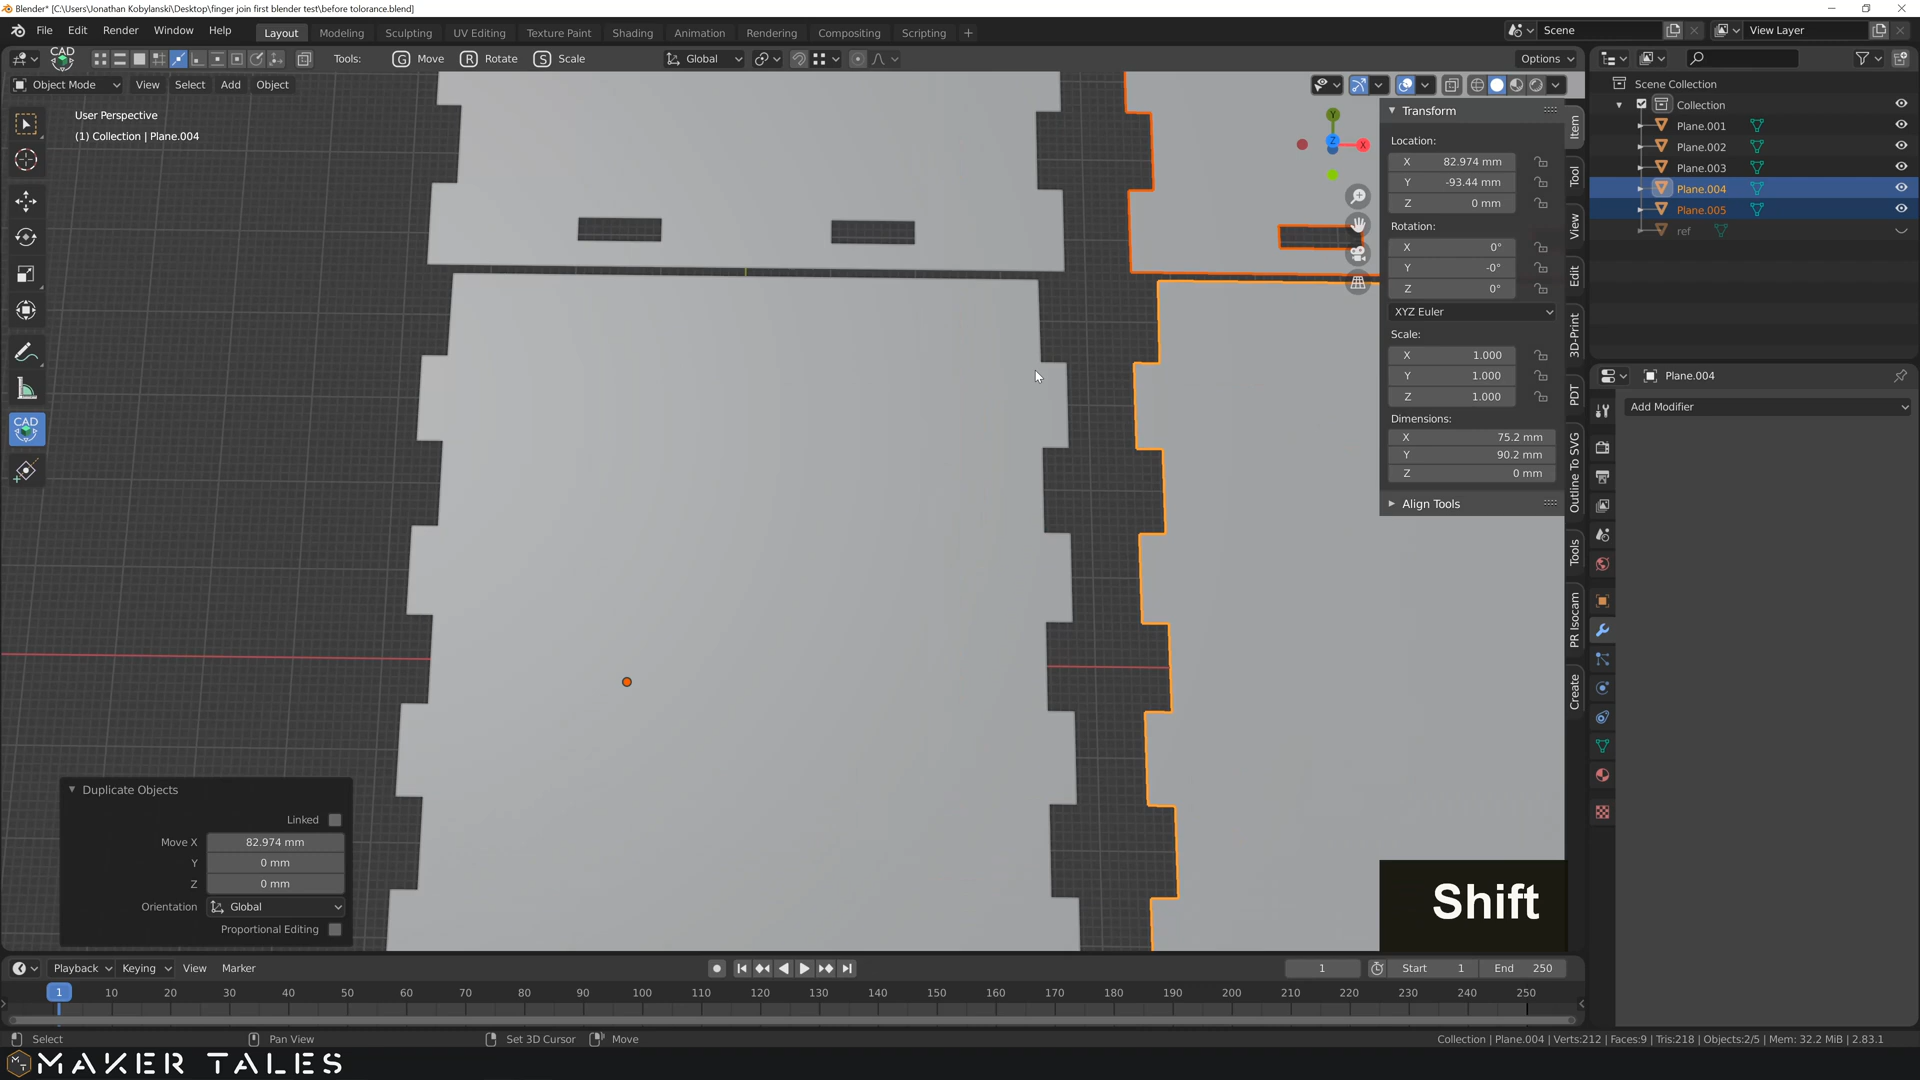 Blender* [C:\Users\Jonathan Kobylanski\Desktop\finger join first blender test\before tolorance.blend]
File Edit Render Window Help Layout Modeling Sculpting UV Editing Texture Paint Shading Animation Rendering Compositing Scripting + Scene View Layer
CAD Tools: G Move R Rotate S Scale Global Options
Object Mode View Select Add Object
User Perspective
(1) Collection | Plane.004
CAD
Transform
Location:
X 82.974 mm
Y -93.44 mm
Z 0 mm
Rotation:
X 0°
Y -0°
Z 0°
XYZ Euler
Scale:
X 1.000
Y 1.000
Z 1.000
Dimensions:
X 75.2 mm
Y 90.2 mm
Z 0 mm
Align Tools
Item
Tool
View
Edit
3D-Print
PDT
Outline To SVG
Tools
PR Isocam
Create
Y
Z
X
Scene Collection
Collection
Plane.001
Plane.002
Plane.003
Plane.004
Plane.005
ref
Plane.004
Add Modifier
Duplicate Objects
Linked
Move X 82.974 mm
Y 0 mm
Z 0 mm
Orientation Global
Proportional Editing
Shift
Playback Keying View Marker 1 Start 1 End 250
1 10 20 30 40 50 60 70 80 90 100 110 120 130 140 150 160 170 180 190 200 210 220 230 240 250
Select Pan View Set 3D Cursor Move Collection | Plane.004 | Verts:212 | Faces:9 | Tris:218 | Objects:2/5 | Mem: 32.2 MiB | 2.83.1
MT MAKER TALES